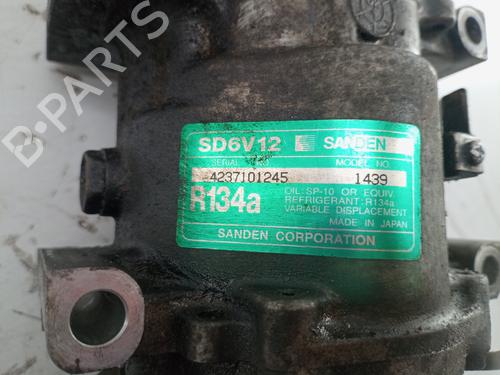 B-PARTS
SD6V12 SANDEN
SERIAL NO. MODEL NO.
4237101245 1439
R134a
OIL: SP-10 OR EQUIV.
REFRIGERANT: R134a
VARIABLE DISPLACEMENT
MADE IN JAPAN
SANDEN CORPORATION